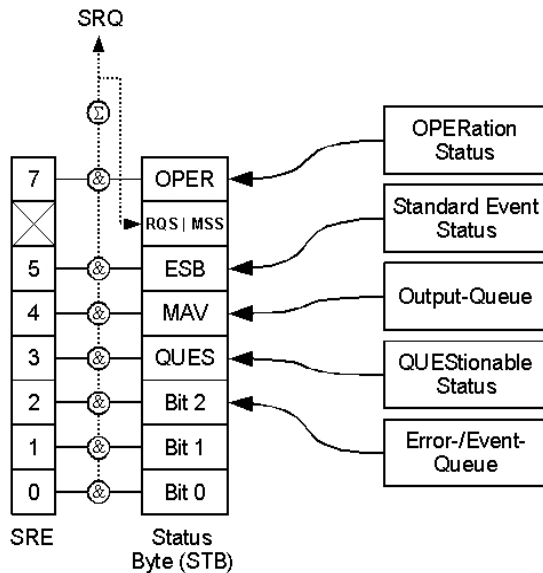 SRQ
Σ
7
&
OPER
RQS | MSS
5
&
ESB
4
&
MAV
3
&
QUES
2
&
Bit 2
1
&
Bit 1
0
&
Bit 0
SRE
Status
Byte (STB)
OPERation
Status
Standard Event
Status
Output-Queue
QUEStionable
Status
Error-/Event-
Queue